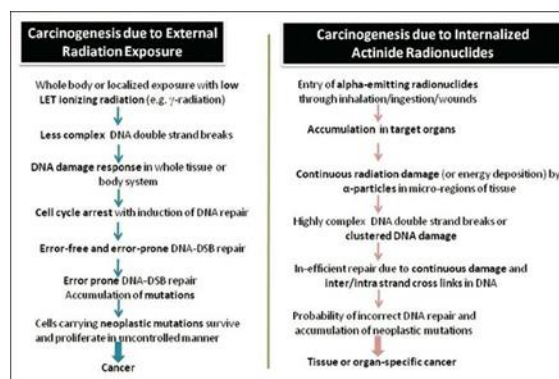 Carcinogenesis due to External
Radiation Exposure
Whole body or localized exposure with low
LET ionizing radiation (e.g. γ-radiation)
Less complex DNA double strand breaks
DNA damage response in whole tissue or
body system
Cell cycle arrest with induction of DNA repair
Error-free and error-prone DNA-DSB repair
Error prone DNA-DSB repair
Accumulation of mutations
Cells carrying neoplastic mutations survive
and proliferate in uncontrolled manner
Cancer
Carcinogenesis due to Internalized
Actinide Radionuclides
Entry of alpha-emitting radionuclides
through inhalation/ingestion/wounds
Accumulation in target organs
Continuous radiation damage (or energy deposition) by
α-particles in micro-regions of tissue
Highly complex DNA double strand breaks or
clustered DNA damage
In-efficient repair due to continuous damage and
inter/intra strand cross links in DNA
Probability of incorrect DNA repair and
accumulation of neoplastic mutations
Tissue or organ-specific cancer